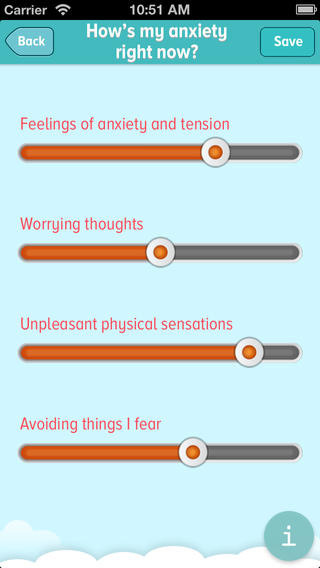 Carrier 10:51 AM
Back
How's my anxiety
right now?
Save
Feelings of anxiety and tension
Worrying thoughts
Unpleasant physical sensations
Avoiding things I fear
i